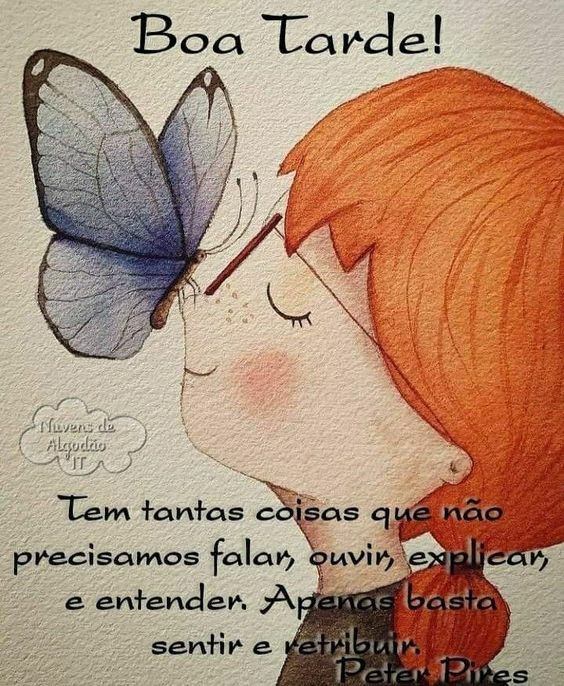 Boa Tarde!
Nuvens de
Algodão
IT
Tem tantas coisas que não
precisamos falar, ouvir, explicar,
e entender. Apenas basta
sentir e retribuir.
Peter Pires